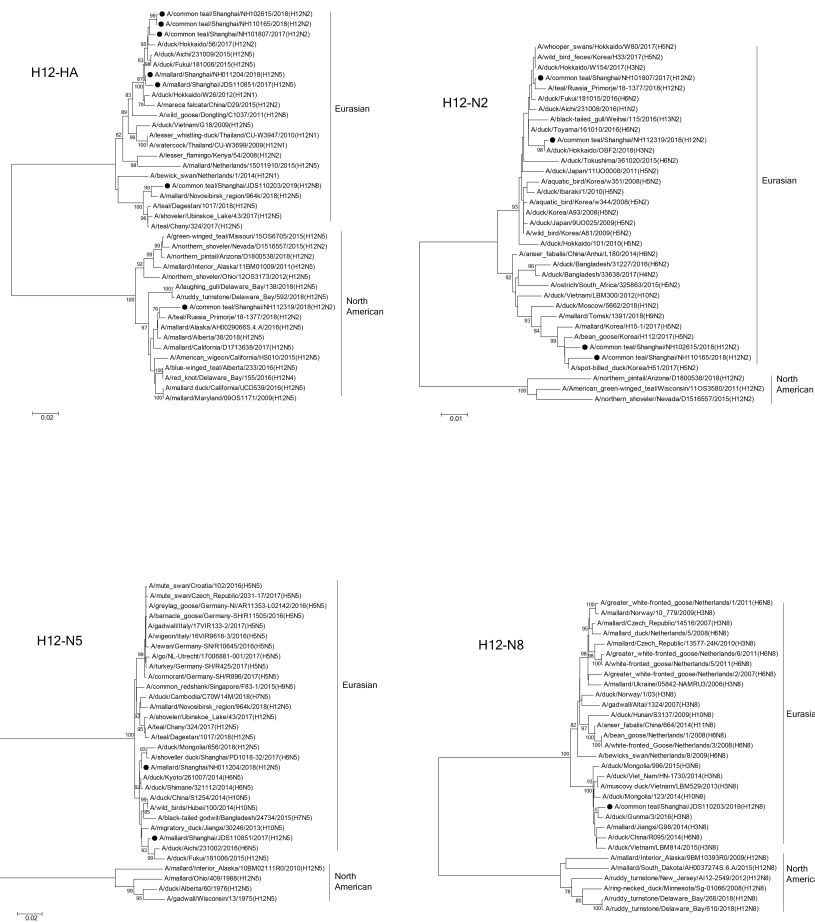 H12-HA
A/common teal/Shanghai/NH102615/2018(H12N2)
A/common teal/Shanghai/NH110165/2018(H12N2)
A/common teal/Shanghai/NH101807/2017(H12N2)
A/duck/Hokkaido/56/2017(H12N2)
A/duck/Aichi/231009/2015(H12N5)
A/duck/Fukui/181006/2015(H12N5)
A/mallard/Shanghai/NH011204/2018(H12N5)
A/mallard/Shanghai/JDS110851/2017(H12N5)
A/duck/Hokkaido/W26/2012(H12N1)
A/mareca falcata/China/D29/2015(H12N2)
A/wild_goose/Dongting/C1037/2011(H12N8)
A/duck/Vietnam/G18/2009(H12N5)
A/lesser_whistling-duck/Thailand/CU-W3947/2010(H12N1)
A/watercock/Thailand/CU-W3699/2009(H12N1)
A/lesser_flamingo/Kenya/54/2008(H12N2)
A/mallard/Netherlands/15011910/2015(H12N5)
A/bewick_swan/Netherlands/1/2014(H12N1)
A/common teal/Shanghai/JDS110203/2019(H12N8)
A/mallard/Novosibirsk_region/964k/2018(H12N5)
A/teal/Dagestan/1017/2018(H12N5)
A/shoveler/Ubinskoe_Lake/43/2017(H12N5)
A/teal/Chany/324/2017(H12N5)
A/green-winged_teal/Missouri/15OS6705/2015(H12N5)
A/northern_shoveler/Nevada/D1516557/2015(H12N2)
A/northern_pintail/Arizona/D1800538/2018(H12N2)
A/mallard/Interior_Alaska/11BM01009/2011(H12N5)
A/northern_shoveler/Ohio/12OS3173/2012(H12N5)
A/laughing_gull/Delaware_Bay/138/2018(H12N5)
A/ruddy_turnstone/Delaware_Bay/592/2018(H12N5)
A/common teal/Shanghai/NH112319/2018(H12N2)
A/teal/Russia_Primorje/18-1377/2018(H12N2)
A/mallard/Alaska/AH0029066S.4.A/2016(H12N5)
A/mallard/Alberta/38/2018(H12N5)
A/mallard/California/D1713638/2017(H12N5)
A/American_wigeon/California/HS010/2015(H12N5)
A/blue-winged_teal/Alberta/233/2016(H12N5)
A/red_knot/Delaware_Bay/155/2016(H12N4)
A/mallard duck/California/UCD539/2016(H12N5)
A/mallard/Maryland/09OS1171/2009(H12N5)
Eurasian
North
American
0.02
H12-N2
A/whooper_swans/Hokkaido/W80/2017(H5N2)
A/wild_bird_feces/Korea/H33/2017(H5N2)
A/duck/Hokkaido/W154/2017(H3N2)
A/common teal/Shanghai/NH101807/2017(H12N2)
A/teal/Russia_Primorje/18-1377/2018(H12N2)
A/duck/Fukui/181015/2016(H6N2)
A/duck/Aichi/231008/2016(H1N2)
A/black-tailed_gull/Weihai/115/2016(H13N2)
A/duck/Toyama/161010/2016(H6N2)
A/common teal/Shanghai/NH112319/2018(H12N2)
A/duck/Hokkaido/OBF2/2018(H3N2)
A/duck/Tokushima/361020/2015(H6N2)
A/duck/Japan/11UO0008/2011(H5N2)
A/aquatic_bird/Korea/w351/2008(H5N2)
A/duck/Ibaraki/1/2010(H5N2)
A/aquatic_bird/Korea/w344/2008(H5N2)
A/duck/Korea/A93/2008(H5N2)
A/duck/Japan/9UO025/2009(H5N2)
A/wild_bird/Korea/A81/2009(H5N2)
A/duck/Hokkaido/101/2010(H5N2)
A/anser_fabalis/China/Anhui/L180/2014(H6N2)
A/duck/Bangladesh/31227/2016(H6N2)
A/duck/Bangladesh/33638/2017(H4N2)
A/ostrich/South_Africa/325863/2015(H5N2)
A/duck/Vietnam/LBM300/2012(H10N2)
A/duck/Moscow/5662/2018(H1N2)
A/mallard/Tomsk/1391/2018(H9N2)
A/mallard/Korea/H15-1/2017(H5N2)
A/bean_goose/Korea/H112/2017(H5N2)
A/common teal/Shanghai/NH102615/2018(H12N2)
A/common teal/Shanghai/NH110165/2018(H12N2)
A/spot-billed_duck/Korea/H51/2017(H5N2)
A/northern_pintail/Arizona/D1800538/2018(H12N2)
A/American_green-winged_teal/Wisconsin/11OS3580/2011(H12N2)
A/northern_shoveler/Nevada/D1516557/2015(H12N2)
Eurasian
North
American
0.01
H12-N5
A/mute_swan/Croatia/102/2016(H5N5)
A/mute_swan/Czech_Republic/2031-17/2017(H5N5)
A/greylag_goose/Germany-NI/AR11353-L02142/2016(H5N5)
A/barnacle_goose/Germany-SH/R11505/2016(H5N5)
A/gadwall/Italy/17VIR133-2/2017(H5N5)
A/wigeon/Italy/16VIR9616-3/2016(H5N5)
A/swan/Germany-SN/R10645/2016(H5N5)
A/go/NL-Utrecht/17006881-001/2017(H5N5)
A/turkey/Germany-SH/R425/2017(H5N5)
A/cormorant/Germany-SH/R896/2017(H5N5)
A/common_redshank/Singapore/F83-1/2015(H9N5)
A/duck/Cambodia/C70W14M/2018(H7N5)
A/mallard/Novosibirsk_region/964k/2018(H12N5)
A/shoveler/Ubinskoe_Lake/43/2017(H12N5)
A/teal/Chany/324/2017(H12N5)
A/teal/Dagestan/1017/2018(H12N5)
A/duck/Mongolia/656/2018(H12N5)
A/shoveller duck/Shanghai/PD1018-32/2017(H6N5)
A/mallard/Shanghai/NH011204/2018(H12N5)
A/duck/Kyoto/261007/2014(H6N5)
A/duck/Shimane/321112/2014(H6N5)
A/duck/China/S1254/2014(H10N5)
A/wild_birds/Hubei/100/2014(H10N5)
A/black-tailed godwit/Bangladesh/24734/2015(H7N5)
A/migratory_duck/Jiangxi/30246/2013(H10N5)
A/mallard/Shanghai/JDS110851/2017(H12N5)
A/duck/Aichi/231002/2016(H6N5)
A/duck/Fukui/181006/2015(H12N5)
A/mallard/Interior_Alaska/10BM02111R0/2010(H12N5)
A/mallard/Ohio/409/1988(H12N5)
A/duck/Alberta/60/1976(H12N5)
A/gadwall/Wisconsin/13/1975(H12N5)
Eurasian
North
American
0.02
H12-N8
A/greater_white-fronted_goose/Netherlands/1/2011(H6N8)
A/mallard/Norway/10_779/2009(H3N8)
A/mallard/Czech_Republic/14516/2007(H3N8)
A/mallard_duck/Netherlands/5/2008(H6N8)
A/mallard/Czech_Republic/13577-24K/2010(H3N8)
A/greater_white-fronted_goose/Netherlands/6/2011(H6N8)
A/white-fronted_goose/Netherlands/5/2011(H6N8)
A/greater_white-fronted_goose/Netherlands/2/2007(H6N8)
A/mallard/Ukraine/05842-NAMRU3/2006(H3N8)
A/duck/Norway/1/03(H3N8)
A/gadwall/Altai/1324/2007(H3N8)
A/duck/Hunan/S3137/2009(H10N8)
A/anser_fabalis/China/664/2014(H11N8)
A/bean_goose/Netherlands/1/2008(H6N8)
A/white-fronted_Goose/Netherlands/3/2008(H6N8)
A/bewicks_swan/Netherlands/8/2009(H6N8)
A/duck/Mongolia/996/2015(H3N8)
A/duck/Viet_Nam/HN-1730/2014(H3N8)
A/muscovy duck/Vietnam/LBM529/2013(H3N8)
A/duck/Mongolia/123/2014(H10N8)
A/common teal/Shanghai/JDS110203/2019(H12N8)
A/duck/Gunma/3/2016(H3N8)
A/mallard/Jiangxi/G98/2014(H3N8)
A/duck/China/R095/2014(H6N8)
A/duck/Vietnam/LBM814/2015(H3N8)
A/mallard/Interior_Alaska/9BM10393R0/2009(H12N8)
A/mallard/South_Dakota/AH0037274S.6.A/2015(H3N8)
A/ruddy_turnstone/New_Jersey/AI12-2549/2012(H12N8)
A/ring-necked_duck/Minnesota/Sg-01066/2008(H12N8)
A/ruddy_turnstone/Delaware_Bay/268/2018(H12N8)
A/ruddy_turnstone/Delaware_Bay/610/2018(H12N8)
Eurasia
North
America